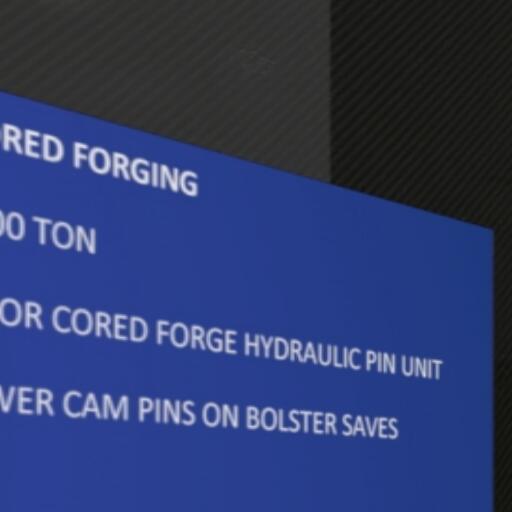 RED FORGING
00 TON
OR CORED FORGE HYDRAULIC PIN UNIT
VER CAM PINS ON BOLSTER SAVES